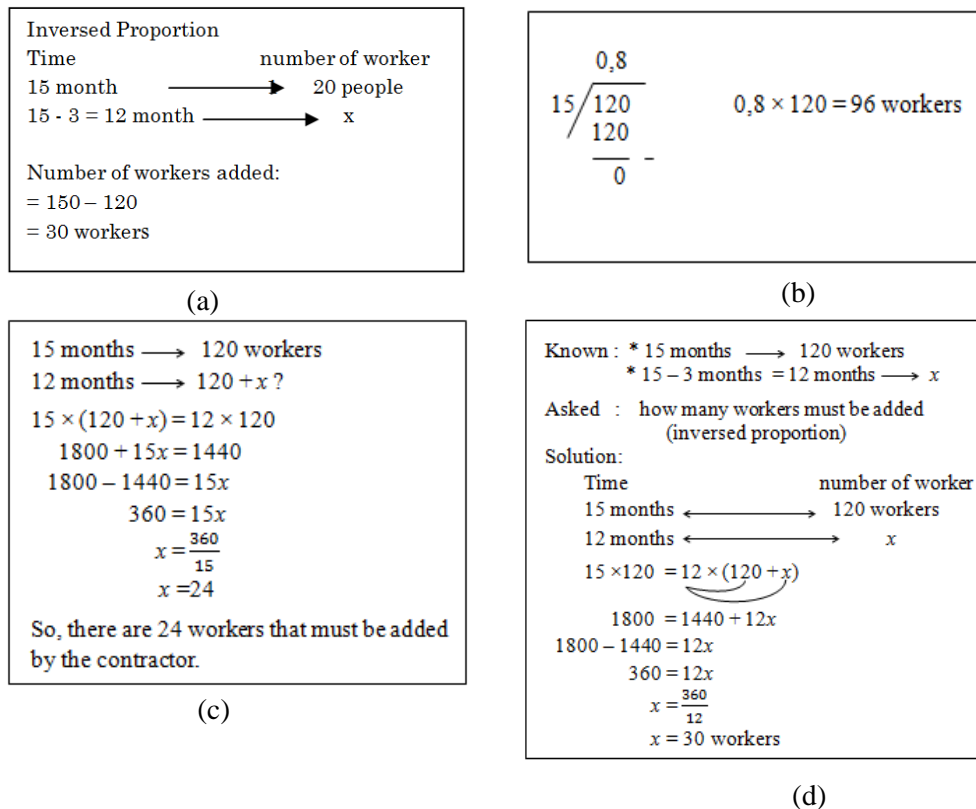 Inversed Proportion
Time number of worker
15 month 20 people
15 - 3 = 12 month x
Number of workers added:
= 150 – 120
= 30 workers
(a)
0,8
15 120 0,8 × 120 = 96 workers
120
–
0
(b)
15 months → 120 workers
12 months → 120 + x ?
15 × (120 + x) = 12 × 120
1800 + 15x = 1440
1800 – 1440 = 15x
360 = 15x
x = 360/15
x = 24
So, there are 24 workers that must be added
by the contractor.
(c)
Known : * 15 months → 120 workers
* 15 – 3 months = 12 months → x
Asked : how many workers must be added
(inversed proportion)
Solution:
Time number of worker
15 months ↔ 120 workers
12 months ↔ x
15 ×120 = 12 × (120 + x)
1800 = 1440 + 12x
1800 – 1440 = 12x
360 = 12x
x = 360/12
x = 30 workers
(d)